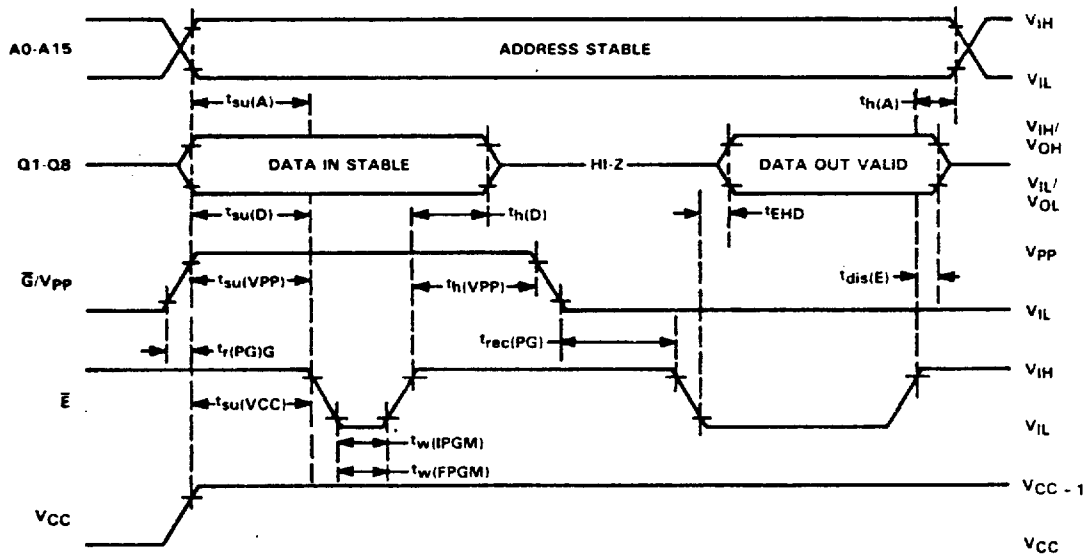 A0-A15
ADDRESS STABLE
VIH
VIL
tsu(A)
th(A)
Q1-Q8
DATA IN STABLE
HI-Z
DATA OUT VALID
VIH/
VOH
VIL/
VOL
tsu(D)
th(D)
tEHD
G̅/VPP
VPP
tsu(VPP)
th(VPP)
tdis(E)
VIL
tr(PG)G
trec(PG)
VIH
E̅
tsu(VCC)
VIL
tw(IPGM)
tw(FPGM)
VCC
VCC - 1
VCC